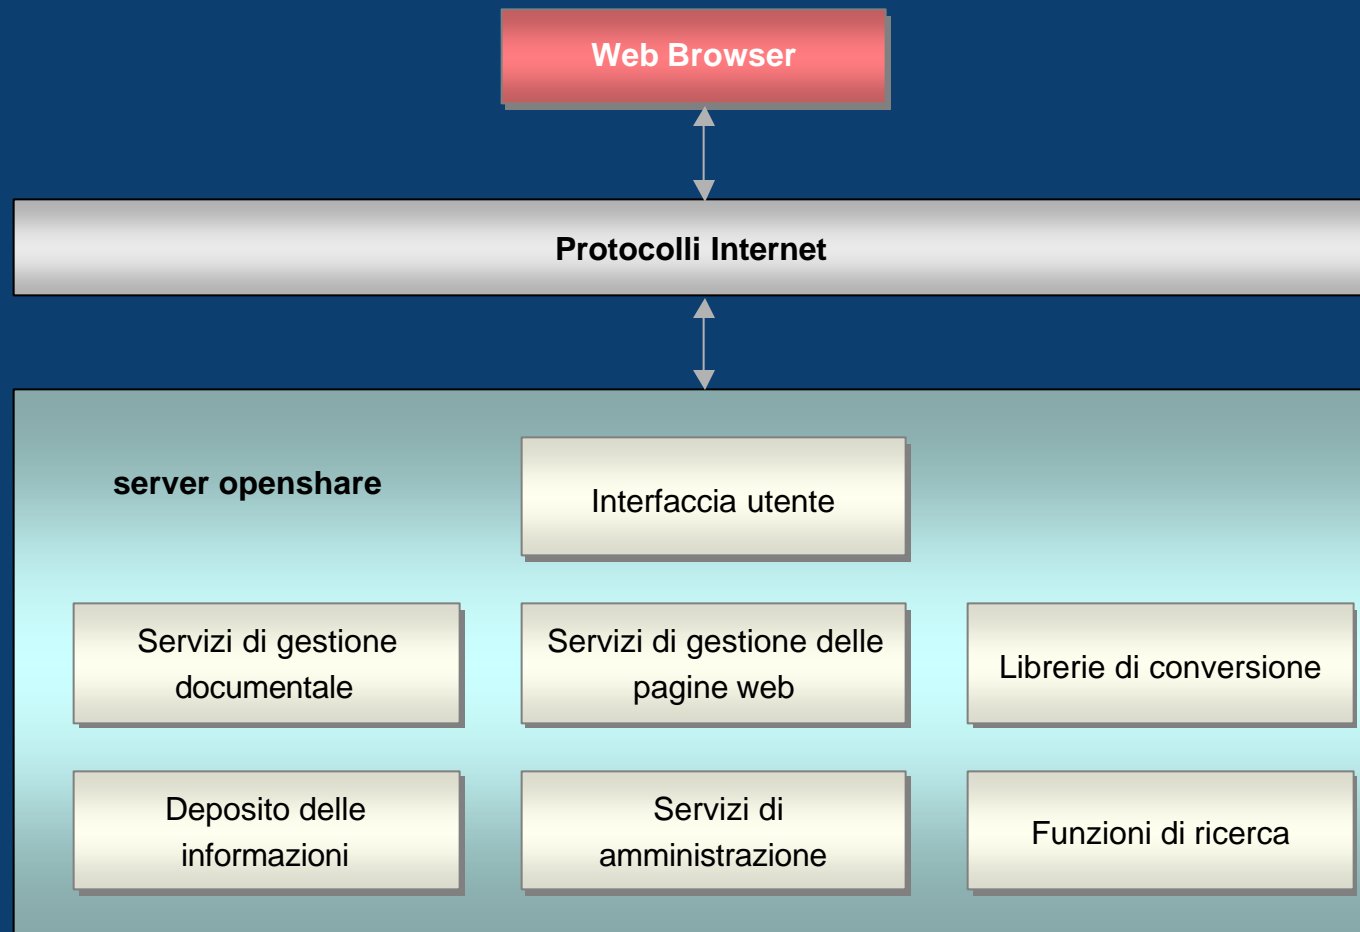 Web Browser
Protocolli Internet
server openshare
Interfaccia utente
Servizi di gestione
documentale
Servizi di gestione delle
pagine web
Librerie di conversione
Deposito delle
informazioni
Servizi di
amministrazione
Funzioni di ricerca